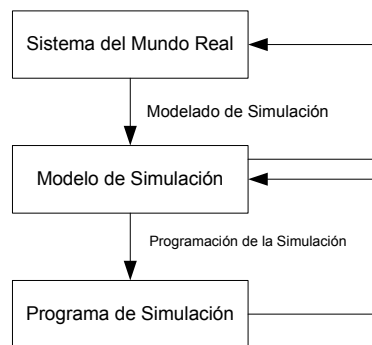 Sistema del Mundo Real
Modelado de Simulación
Modelo de Simulación
Programación de la Simulación
Programa de Simulación